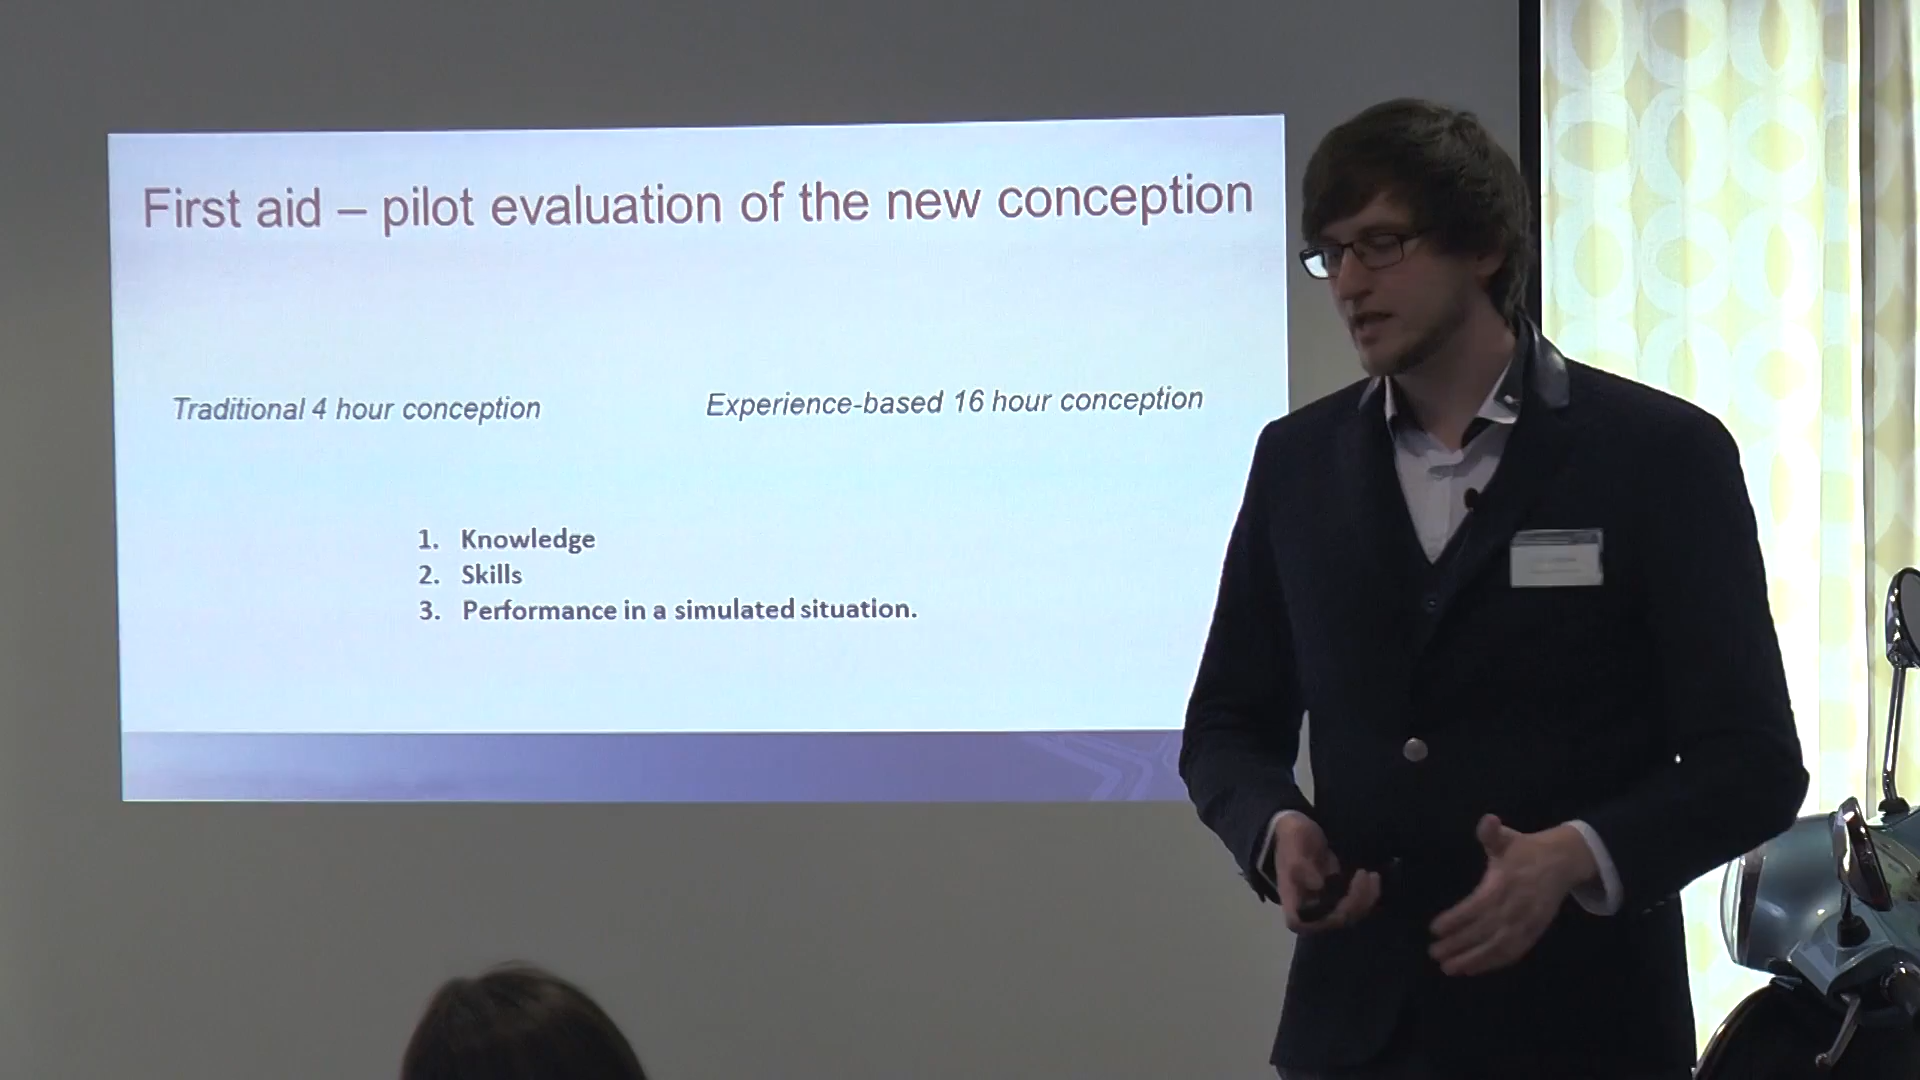 First aid – pilot evaluation of the new conception
Traditional 4 hour conception
Experience-based 16 hour conception
1. Knowledge
2. Skills
3. Performance in a simulated situation.